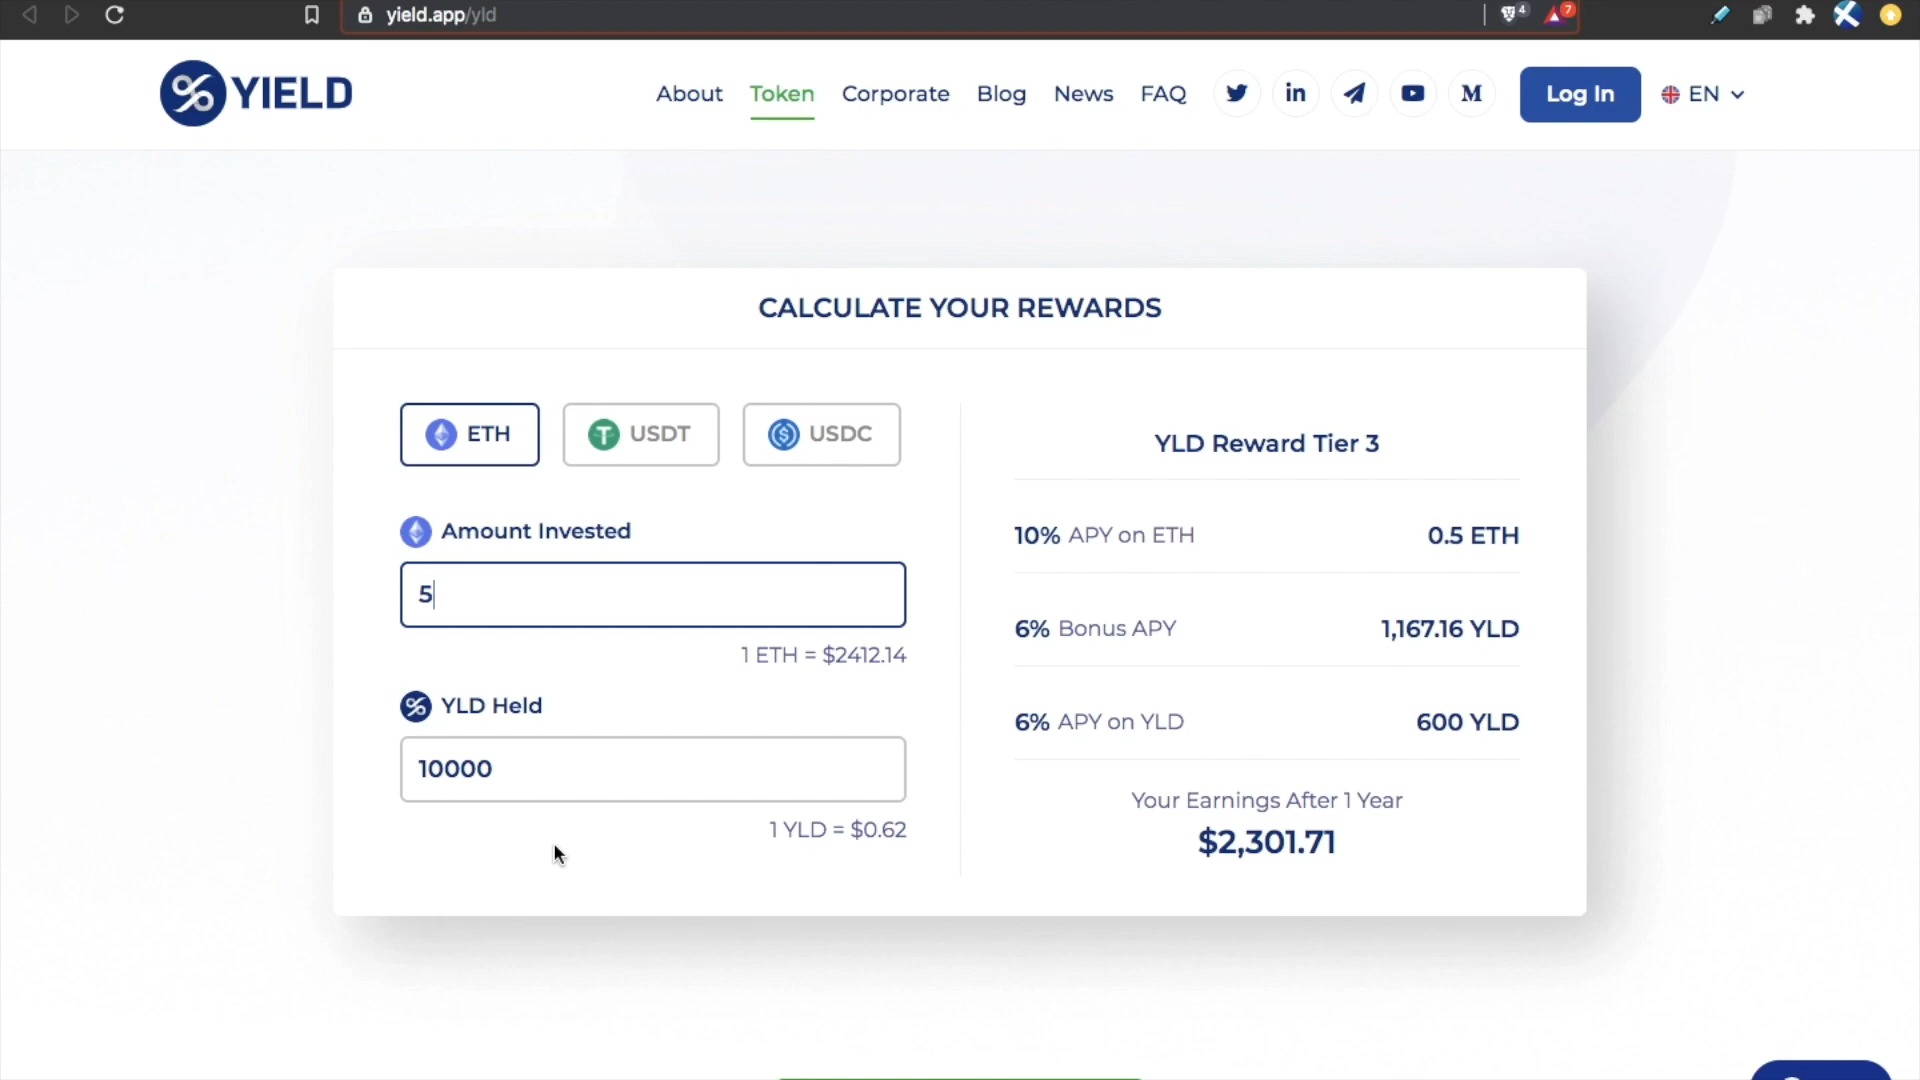 yield.app/yld
4
7
YIELD
About Token Corporate Blog News FAQ M Log In EN
CALCULATE YOUR REWARDS
ETH USDT USDC
Amount Invested
5
1 ETH = $2412.14
YLD Held
10000
1 YLD = $0.62
YLD Reward Tier 3
10% APY on ETH 0.5 ETH
6% Bonus APY 1,167.16 YLD
6% APY on YLD 600 YLD
Your Earnings After 1 Year
$2,301.71